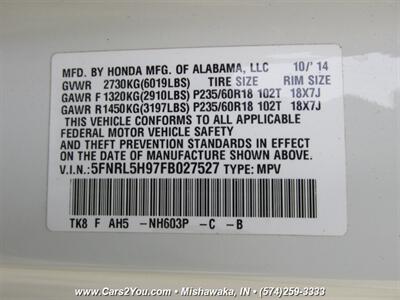 MFD. BY HONDA MFG. OF ALABAMA, LLC 10/'14
GVWR 2730KG(6019LBS) TIRE SIZE RIM SIZE
GAWR F 1320KG(2910LBS) P235/60R18 102T 18X7J
GAWR R 1450KG(3197LBS) P235/60R18 102T 18X7J
THIS VEHICLE CONFORMS TO ALL APPLICABLE
FEDERAL MOTOR VEHICLE SAFETY
AND THEFT PREVENTION STANDARD
IN EFFECT ON THE DATE OF MANUFACTURE
SHOWN ABOVE.
V.I.N.: 5FNRL5H97FB027527 TYPE: MPV
TK8 F AH5 -NH603P -C -B
www.Cars2You.com - Mishawaka, IN - (574)259-3333